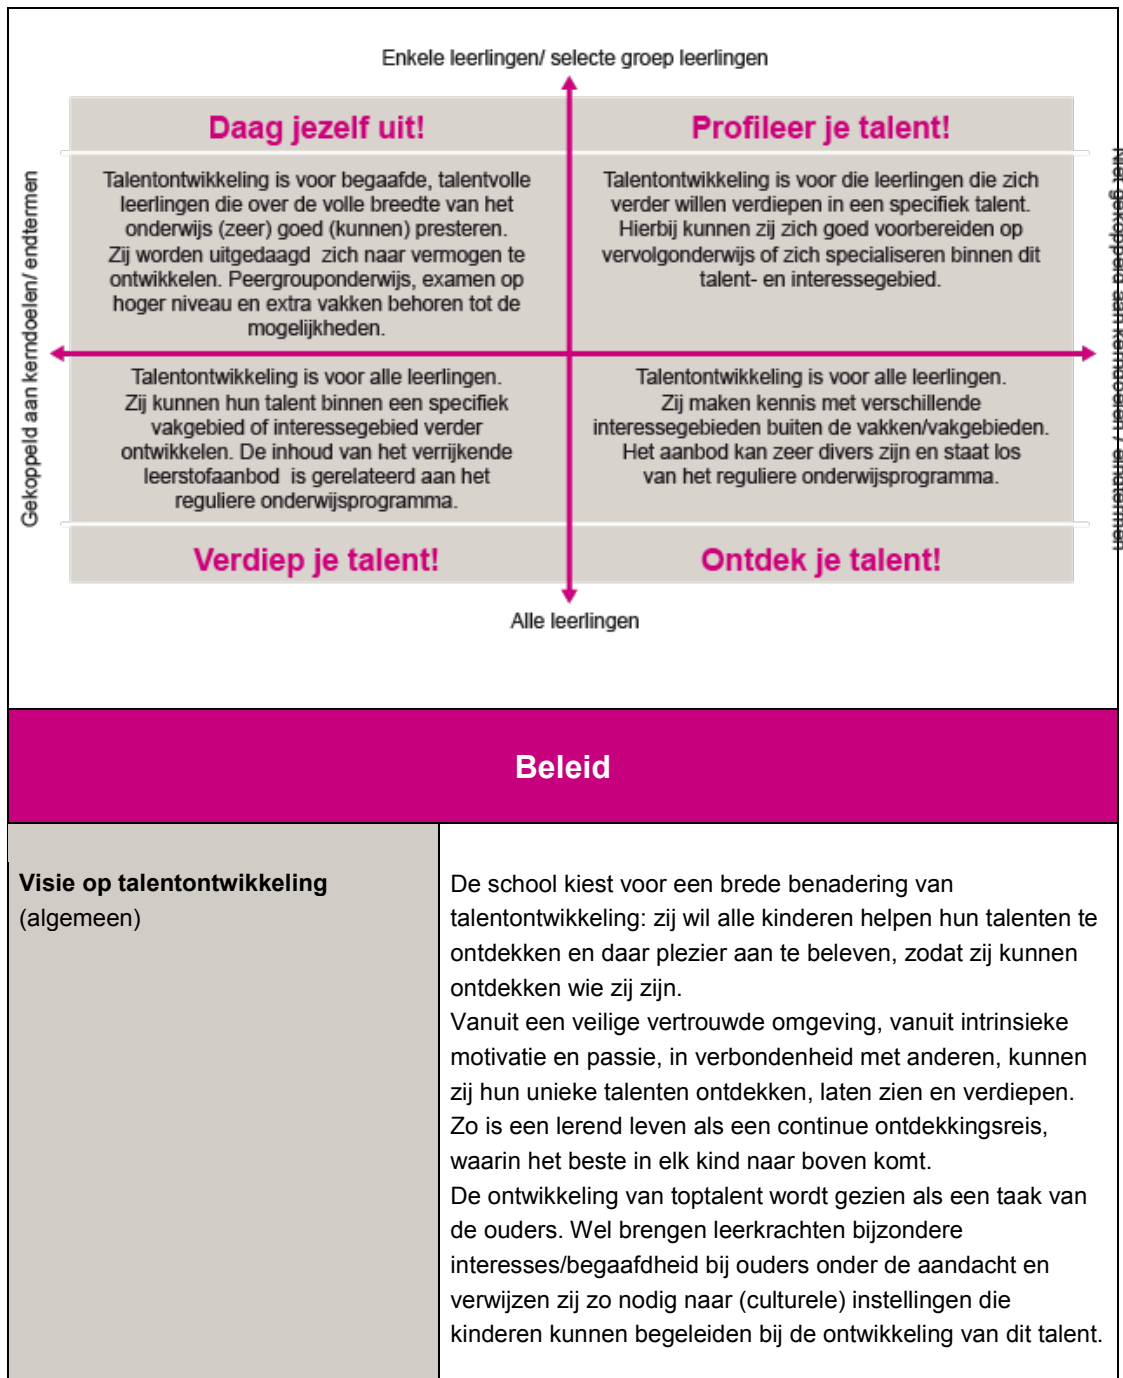 Enkele leerlingen/ selecte groep leerlingen
Daag jezelf uit!
Talentontwikkeling is voor begaafde, talentvolle
leerlingen die over de volle breedte van het
onderwijs (zeer) goed (kunnen) presteren.
Zij worden uitgedaagd  zich naar vermogen te
ontwikkelen. Peergrouponderwijs, examen op
hoger niveau en extra vakken behoren tot de
mogelijkheden.
Profileer je talent!
Talentontwikkeling is voor die leerlingen die zich
verder willen verdiepen in een specifiek talent.
Hierbij kunnen zij zich goed voorbereiden op
vervolgonderwijs of zich specialiseren binnen dit
talent- en interessegebied.
Gekoppeld aan kerndoelen/ endtermen
Niet gekoppeld aan kerndoelen / eindtermen
Talentontwikkeling is voor alle leerlingen.
Zij kunnen hun talent binnen een specifiek
vakgebied of interessegebied verder
ontwikkelen. De inhoud van het verrijkende
leerstofaanbod  is gerelateerd aan het
reguliere onderwijsprogramma.
Verdiep je talent!
Talentontwikkeling is voor alle leerlingen.
Zij maken kennis met verschillende
interessegebieden buiten de vakken/vakgebieden.
Het aanbod kan zeer divers zijn en staat los
van het reguliere onderwijsprogramma.
Ontdek je talent!
Alle leerlingen
Beleid
Visie op talentontwikkeling
(algemeen)
De school kiest voor een brede benadering van
talentontwikkeling: zij wil alle kinderen helpen hun talenten te
ontdekken en daar plezier aan te beleven, zodat zij kunnen
ontdekken wie zij zijn.
Vanuit een veilige vertrouwde omgeving, vanuit intrinsieke
motivatie en passie, in verbondenheid met anderen, kunnen
zij hun unieke talenten ontdekken, laten zien en verdiepen.
Zo is een lerend leven als een continue ontdekkingsreis,
waarin het beste in elk kind naar boven komt.
De ontwikkeling van toptalent wordt gezien als een taak van
de ouders. Wel brengen leerkrachten bijzondere
interesses/begaafdheid bij ouders onder de aandacht en
verwijzen zij zo nodig naar (culturele) instellingen die
kinderen kunnen begeleiden bij de ontwikkeling van dit talent.